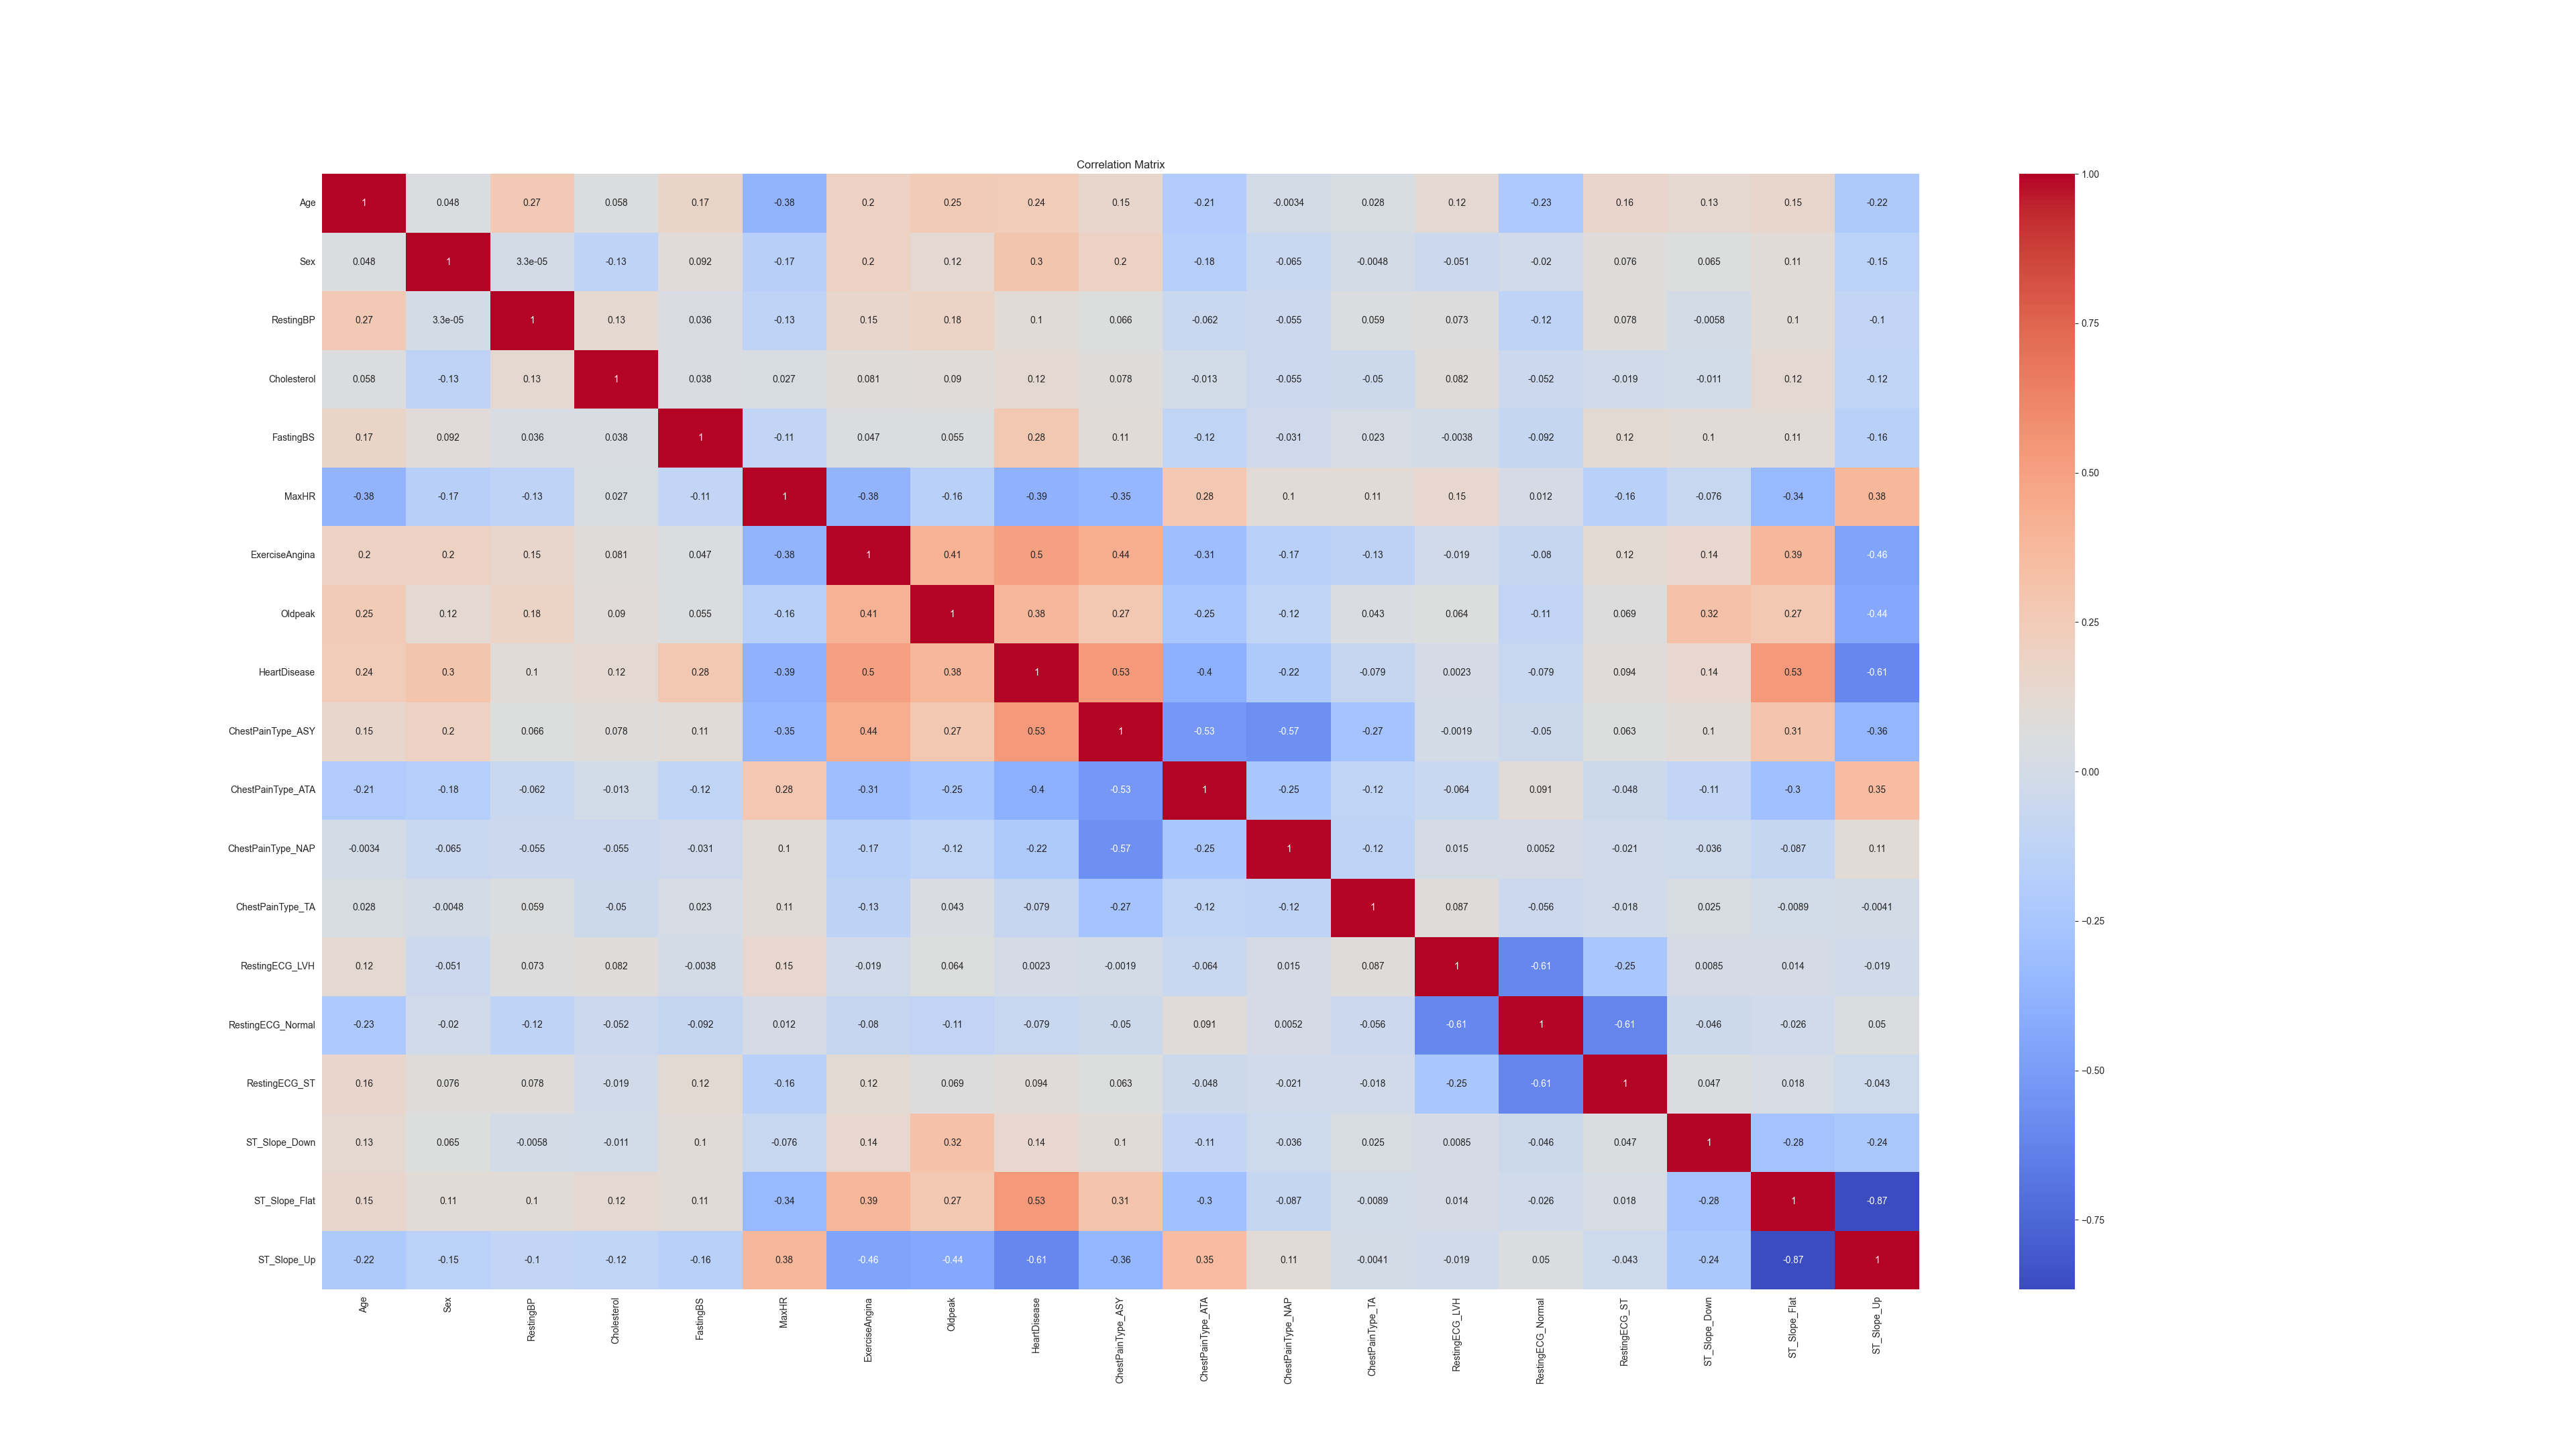 Correlation Matrix
Age 1 0.048 0.27 0.058 0.17 -0.38 0.2 0.25 0.24 0.15 -0.21 -0.0034 0.028 0.12 -0.23 0.16 0.13 0.15 -0.22
Sex 0.048 1 3.3e-05 -0.13 0.092 -0.17 0.2 0.12 0.3 0.2 -0.18 -0.065 -0.0048 -0.051 -0.02 0.076 0.065 0.11 -0.15
RestingBP 0.27 3.3e-05 1 0.13 0.036 -0.13 0.15 0.18 0.1 0.066 -0.062 -0.055 0.059 0.073 -0.12 0.078 -0.0058 0.1 -0.1
Cholesterol 0.058 -0.13 0.13 1 0.038 0.027 0.081 0.09 0.12 0.078 -0.013 -0.055 -0.05 0.082 -0.052 -0.019 -0.011 0.12 -0.12
FastingBS 0.17 0.092 0.036 0.038 1 -0.11 0.047 0.055 0.28 0.11 -0.12 -0.031 0.023 -0.0038 -0.092 0.12 0.1 0.11 -0.16
MaxHR -0.38 -0.17 -0.13 0.027 -0.11 1 -0.38 -0.16 -0.39 -0.35 0.28 0.1 0.11 0.15 0.012 -0.16 -0.076 -0.34 0.38
ExerciseAngina 0.2 0.2 0.15 0.081 0.047 -0.38 1 0.41 0.5 0.44 -0.31 -0.17 -0.13 -0.019 -0.08 0.12 0.14 0.39 -0.46
Oldpeak 0.25 0.12 0.18 0.09 0.055 -0.16 0.41 1 0.38 0.27 -0.25 -0.12 0.043 0.064 -0.11 0.069 0.32 0.27 -0.44
HeartDisease 0.24 0.3 0.1 0.12 0.28 -0.39 0.5 0.38 1 0.53 -0.4 -0.22 -0.079 0.0023 -0.079 0.094 0.14 0.53 -0.61
ChestPainType_ASY 0.15 0.2 0.066 0.078 0.11 -0.35 0.44 0.27 0.53 1 -0.53 -0.57 -0.27 -0.0019 -0.05 0.063 0.1 0.31 -0.36
ChestPainType_ATA -0.21 -0.18 -0.062 -0.013 -0.12 0.28 -0.31 -0.25 -0.4 -0.53 1 -0.25 -0.12 -0.064 0.091 -0.048 -0.11 -0.3 0.35
ChestPainType_NAP -0.0034 -0.065 -0.055 -0.055 -0.031 0.1 -0.17 -0.12 -0.22 -0.57 -0.25 1 -0.12 0.015 0.0052 -0.021 -0.036 -0.087 0.11
ChestPainType_TA 0.028 -0.0048 0.059 -0.05 0.023 0.11 -0.13 0.043 -0.079 -0.27 -0.12 -0.12 1 0.087 -0.056 -0.018 0.025 -0.0089 -0.0041
RestingECG_LVH 0.12 -0.051 0.073 0.082 -0.0038 0.15 -0.019 0.064 0.0023 -0.0019 -0.064 0.015 0.087 1 -0.61 -0.25 0.0085 0.014 -0.019
RestingECG_Normal -0.23 -0.02 -0.12 -0.052 -0.092 0.012 -0.08 -0.11 -0.079 -0.05 0.091 0.0052 -0.056 -0.61 1 -0.61 -0.046 -0.026 0.05
RestingECG_ST 0.16 0.076 0.078 -0.019 0.12 -0.16 0.12 0.069 0.094 0.063 -0.048 -0.021 -0.018 -0.25 -0.61 1 0.047 0.018 -0.043
ST_Slope_Down 0.13 0.065 -0.0058 -0.011 0.1 -0.076 0.14 0.32 0.14 0.1 -0.11 -0.036 0.025 0.0085 -0.046 0.047 1 -0.28 -0.24
ST_Slope_Flat 0.15 0.11 0.1 0.12 0.11 -0.34 0.39 0.27 0.53 0.31 -0.3 -0.087 -0.0089 0.014 -0.026 0.018 -0.28 1 -0.87
ST_Slope_Up -0.22 -0.15 -0.1 -0.12 -0.16 0.38 -0.46 -0.44 -0.61 -0.36 0.35 0.11 -0.0041 -0.019 0.05 -0.043 -0.24 -0.87 1
Age
Sex
RestingBP
Cholesterol
FastingBS
MaxHR
ExerciseAngina
Oldpeak
HeartDisease
ChestPainType_ASY
ChestPainType_ATA
ChestPainType_NAP
ChestPainType_TA
RestingECG_LVH
RestingECG_Normal
RestingECG_ST
ST_Slope_Down
ST_Slope_Flat
ST_Slope_Up
1.00
0.75
0.50
0.25
0.00
−0.25
−0.50
−0.75